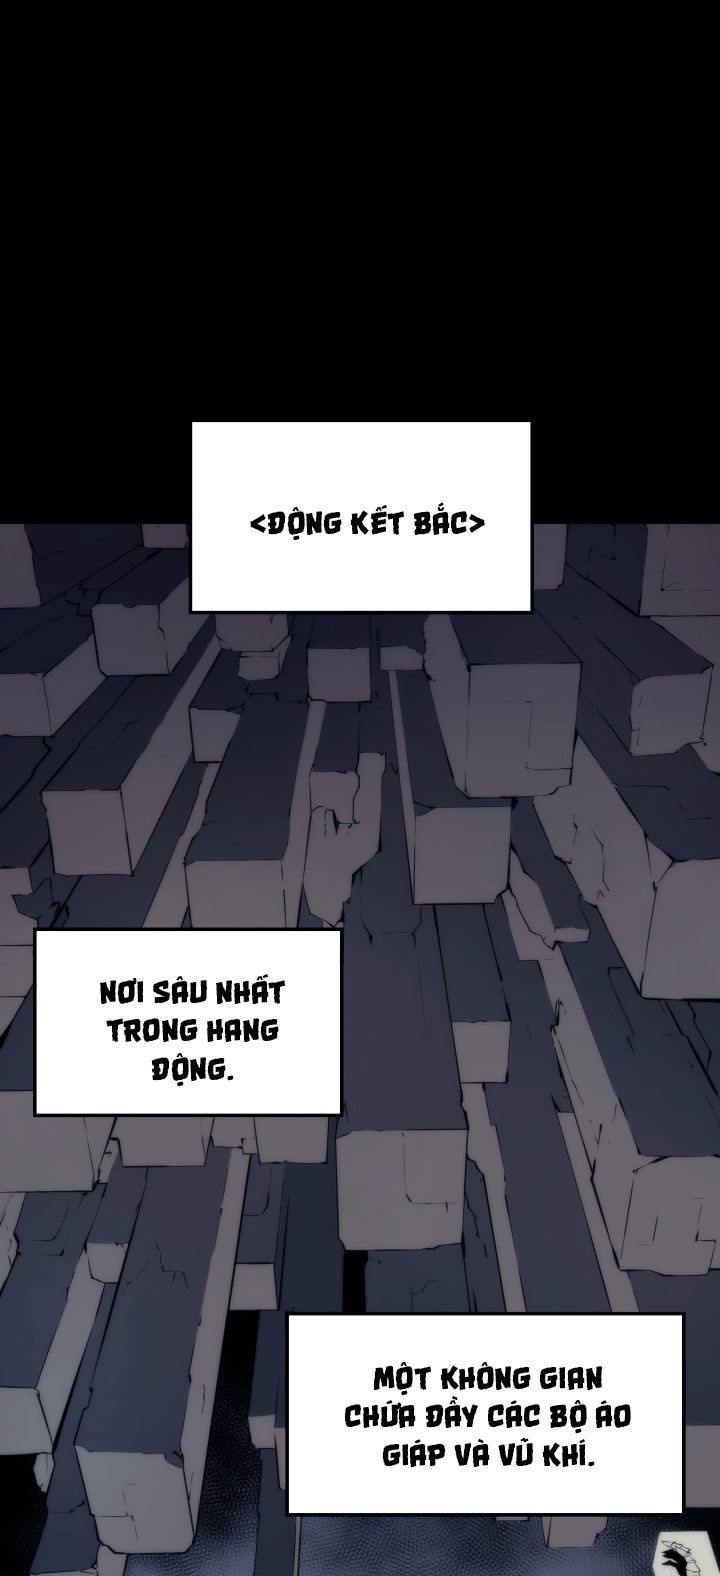 <ĐỘNG KẾT BẮC>
NƠI SÂU NHẤT
TRONG HANG
ĐỘNG.
MỘT KHÔNG GIAN
CHỨA ĐẦY CÁC BỘ ÁO
GIÁP VÀ VŨ KHÍ.